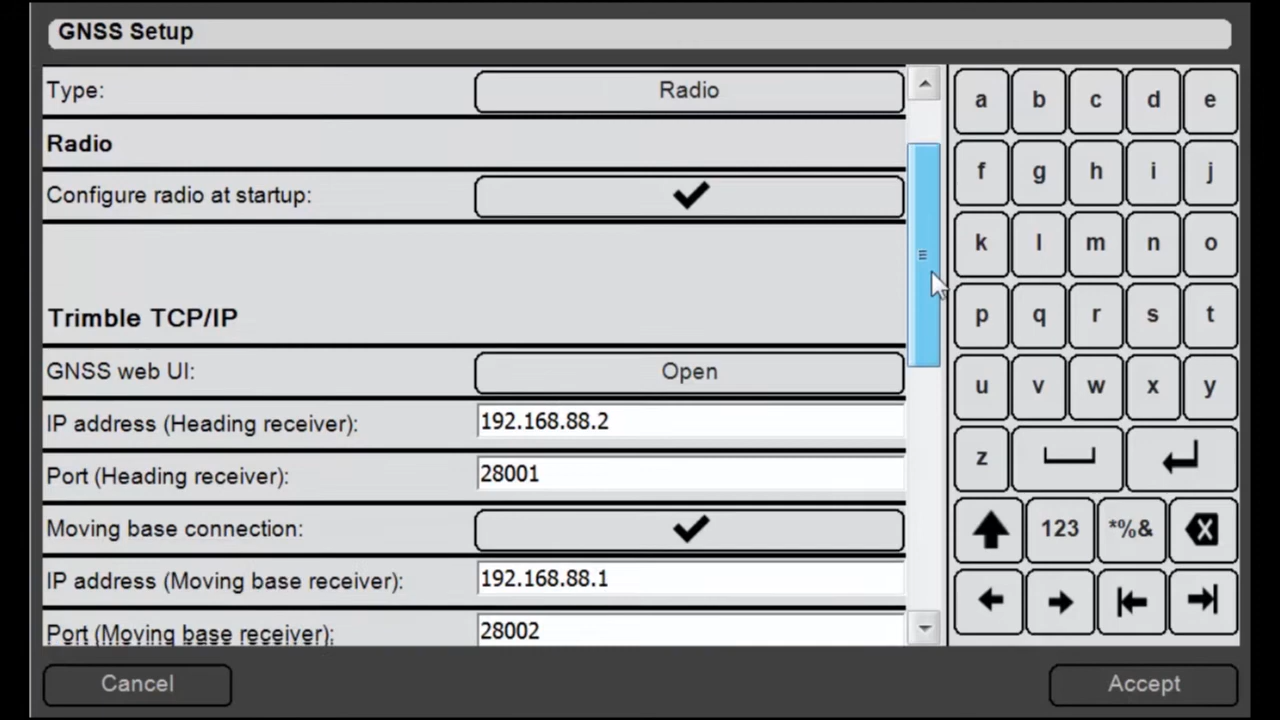 GNSS Setup
Type: Radio
Radio
Configure radio at startup:
Trimble TCP/IP
GNSS web UI: Open
IP address (Heading receiver): 192.168.88.2
Port (Heading receiver): 28001
Moving base connection:
IP address (Moving base receiver): 192.168.88.1
Port (Moving base receiver): 28002
a b c d e
f g h i j
k l m n o
p q r s t
u v w x y
z
123 *%& X
Cancel Accept